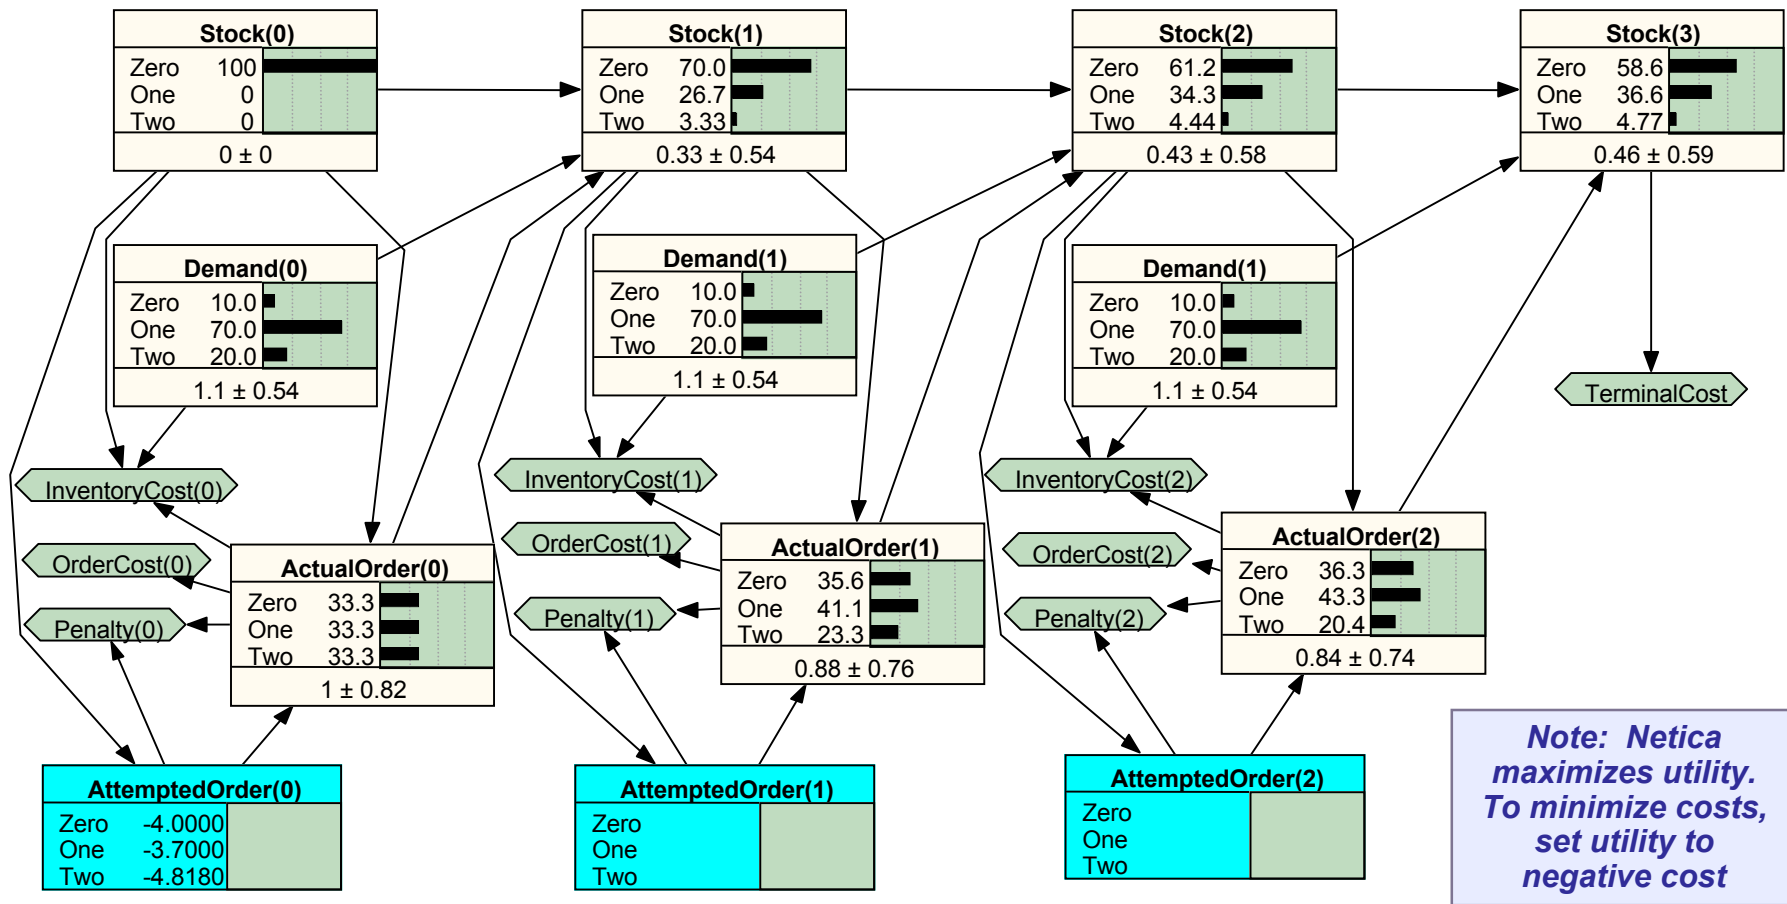 Stock(0)
Zero 100
One 0
Two 0
0 ± 0
Stock(1)
Zero 70.0
One 26.7
Two 3.33
0.33 ± 0.54
Stock(2)
Zero 61.2
One 34.3
Two 4.44
0.43 ± 0.58
Stock(3)
Zero 58.6
One 36.6
Two 4.77
0.46 ± 0.59
Demand(0)
Zero 10.0
One 70.0
Two 20.0
1.1 ± 0.54
Demand(1)
Zero 10.0
One 70.0
Two 20.0
1.1 ± 0.54
Demand(1)
Zero 10.0
One 70.0
Two 20.0
1.1 ± 0.54
TerminalCost
InventoryCost(0)
OrderCost(0)
Penalty(0)
InventoryCost(1)
OrderCost(1)
Penalty(1)
InventoryCost(2)
OrderCost(2)
Penalty(2)
ActualOrder(0)
Zero 33.3
One 33.3
Two 33.3
1 ± 0.82
ActualOrder(1)
Zero 35.6
One 41.1
Two 23.3
0.88 ± 0.76
ActualOrder(2)
Zero 36.3
One 43.3
Two 20.4
0.84 ± 0.74
AttemptedOrder(0)
Zero -4.0000
One -3.7000
Two -4.8180
AttemptedOrder(1)
Zero
One
Two
AttemptedOrder(2)
Zero
One
Two
Note: Netica
maximizes utility.
To minimize costs,
set utility to
negative cost